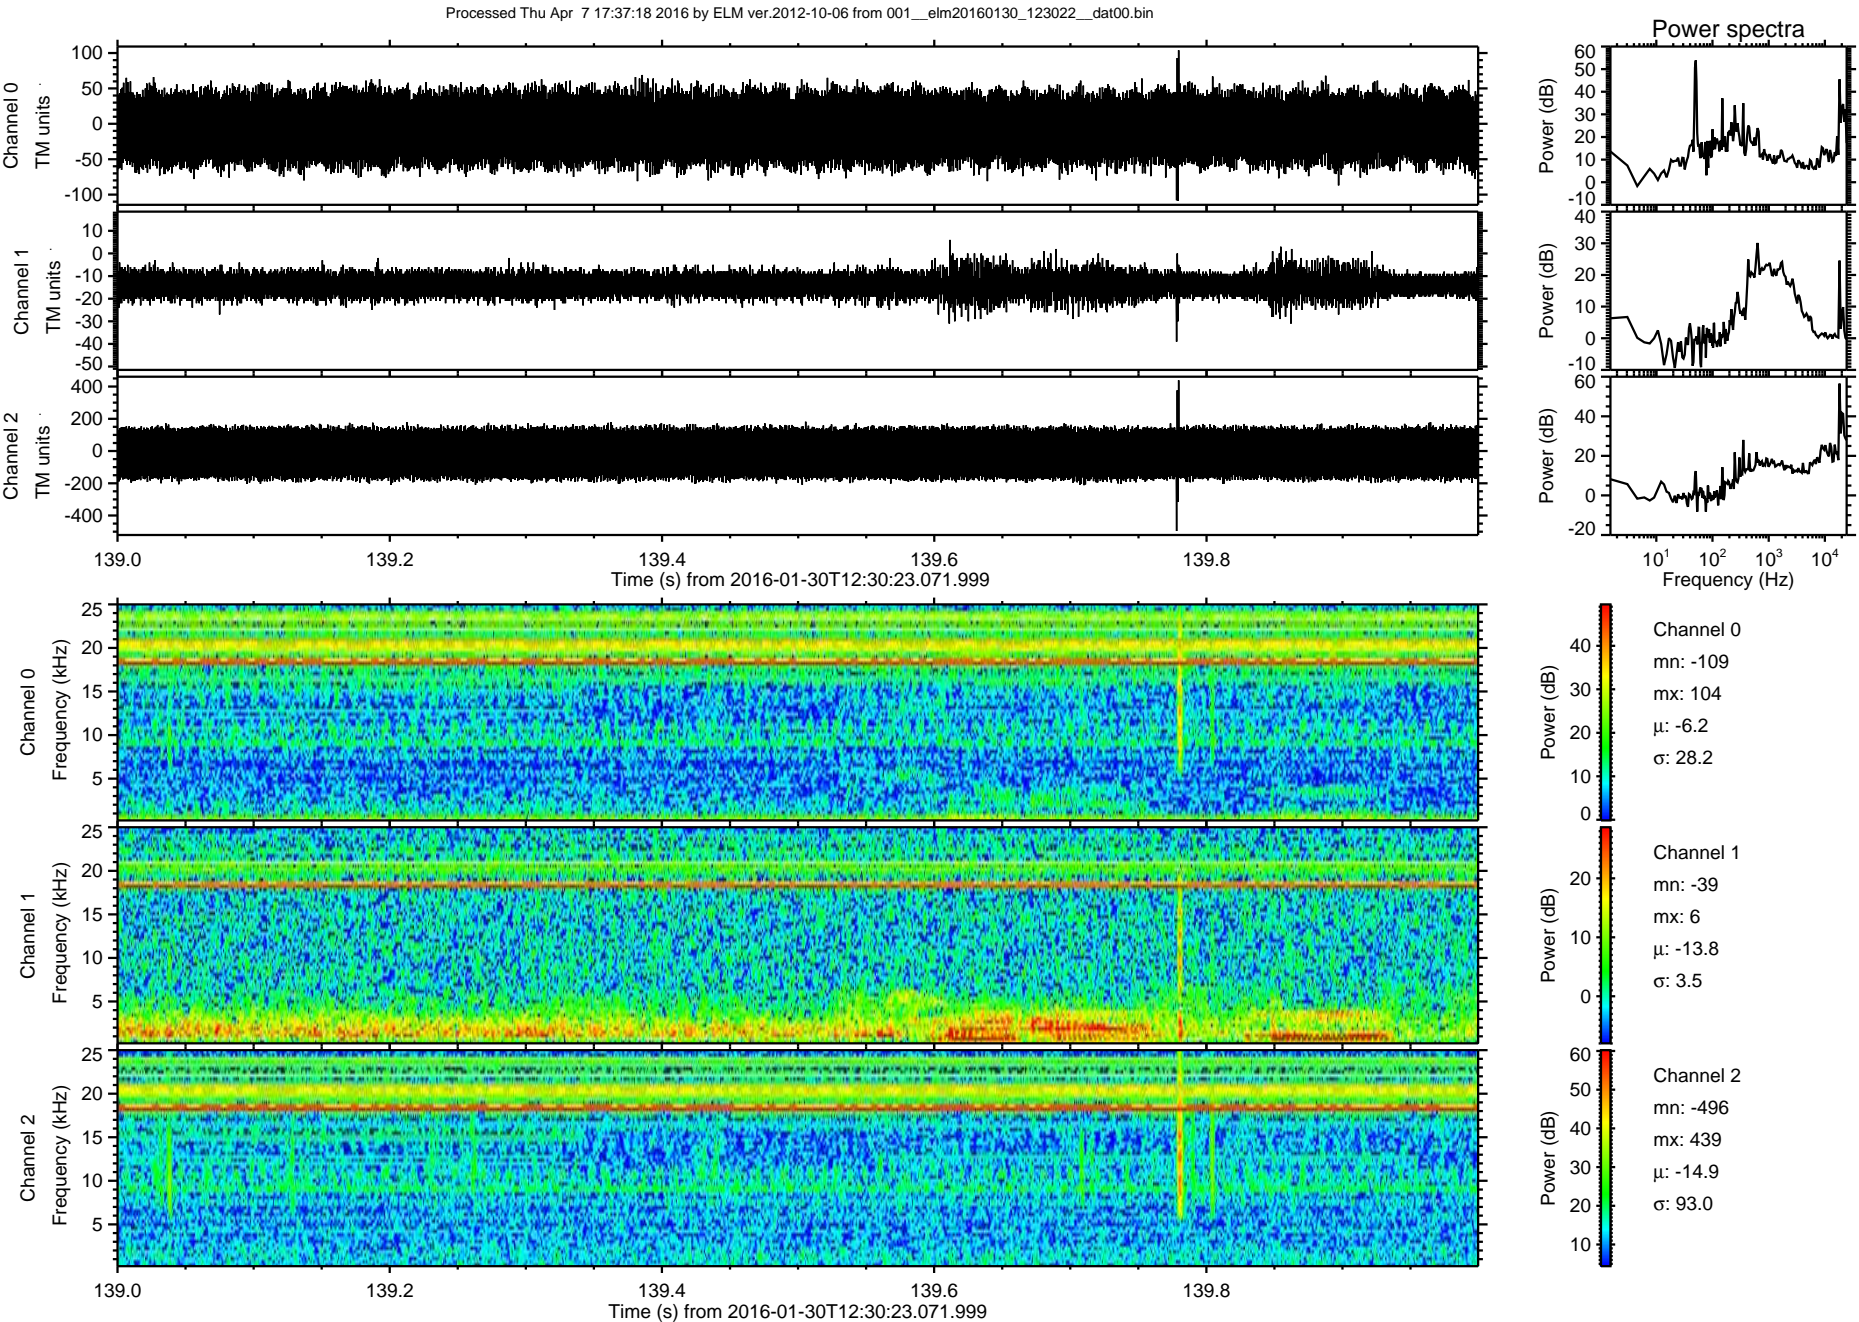 Processed Thu Apr  7 17:37:18 2016 by ELM ver.2012-10-06 from 001__elm20160130_123022__dat00.bin
Power spectra
Channel 0
TM units
100
50
0
-50
-100
Power (dB)
60
50
40
30
20
10
0
-10
Channel 1
TM units
10
0
-10
-20
-30
-40
-50
Power (dB)
40
30
20
10
0
-10
Channel 2
TM units
400
200
0
-200
-400
Power (dB)
60
40
20
0
-20
139.0 139.2 139.4 139.6 139.8
Time (s) from 2016-01-30T12:30:23.071.999
10¹ 10² 10³ 10⁴
Frequency (Hz)
Channel 0
Frequency (kHz)
25
20
15
10
5
Power (dB)
40
30
20
10
0
Channel 0
mn: -109
mx: 104
μ: -6.2
σ: 28.2
Channel 1
Frequency (kHz)
25
20
15
10
5
Power (dB)
20
10
0
Channel 1
mn: -39
mx: 6
μ: -13.8
σ: 3.5
Channel 2
Frequency (kHz)
25
20
15
10
5
Power (dB)
60
50
40
30
20
10
Channel 2
mn: -496
mx: 439
μ: -14.9
σ: 93.0
139.0 139.2 139.4 139.6 139.8
Time (s) from 2016-01-30T12:30:23.071.999